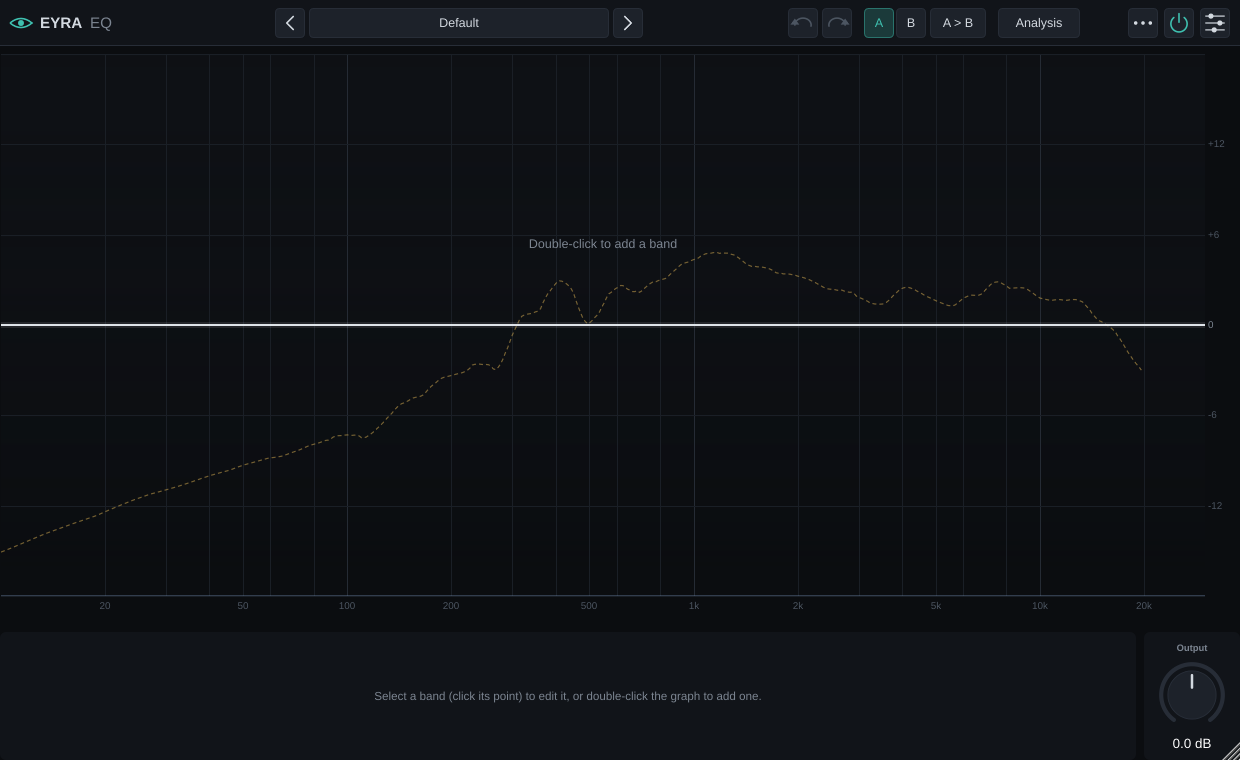 EYRA EQ
Default
A
B
A > B
Analysis
+12
+6
Double-click to add a band
0
-6
-12
20
50
100
200
500
1k
2k
5k
10k
20k
Output
Select a band (click its point) to edit it, or double-click the graph to add one.
0.0 dB